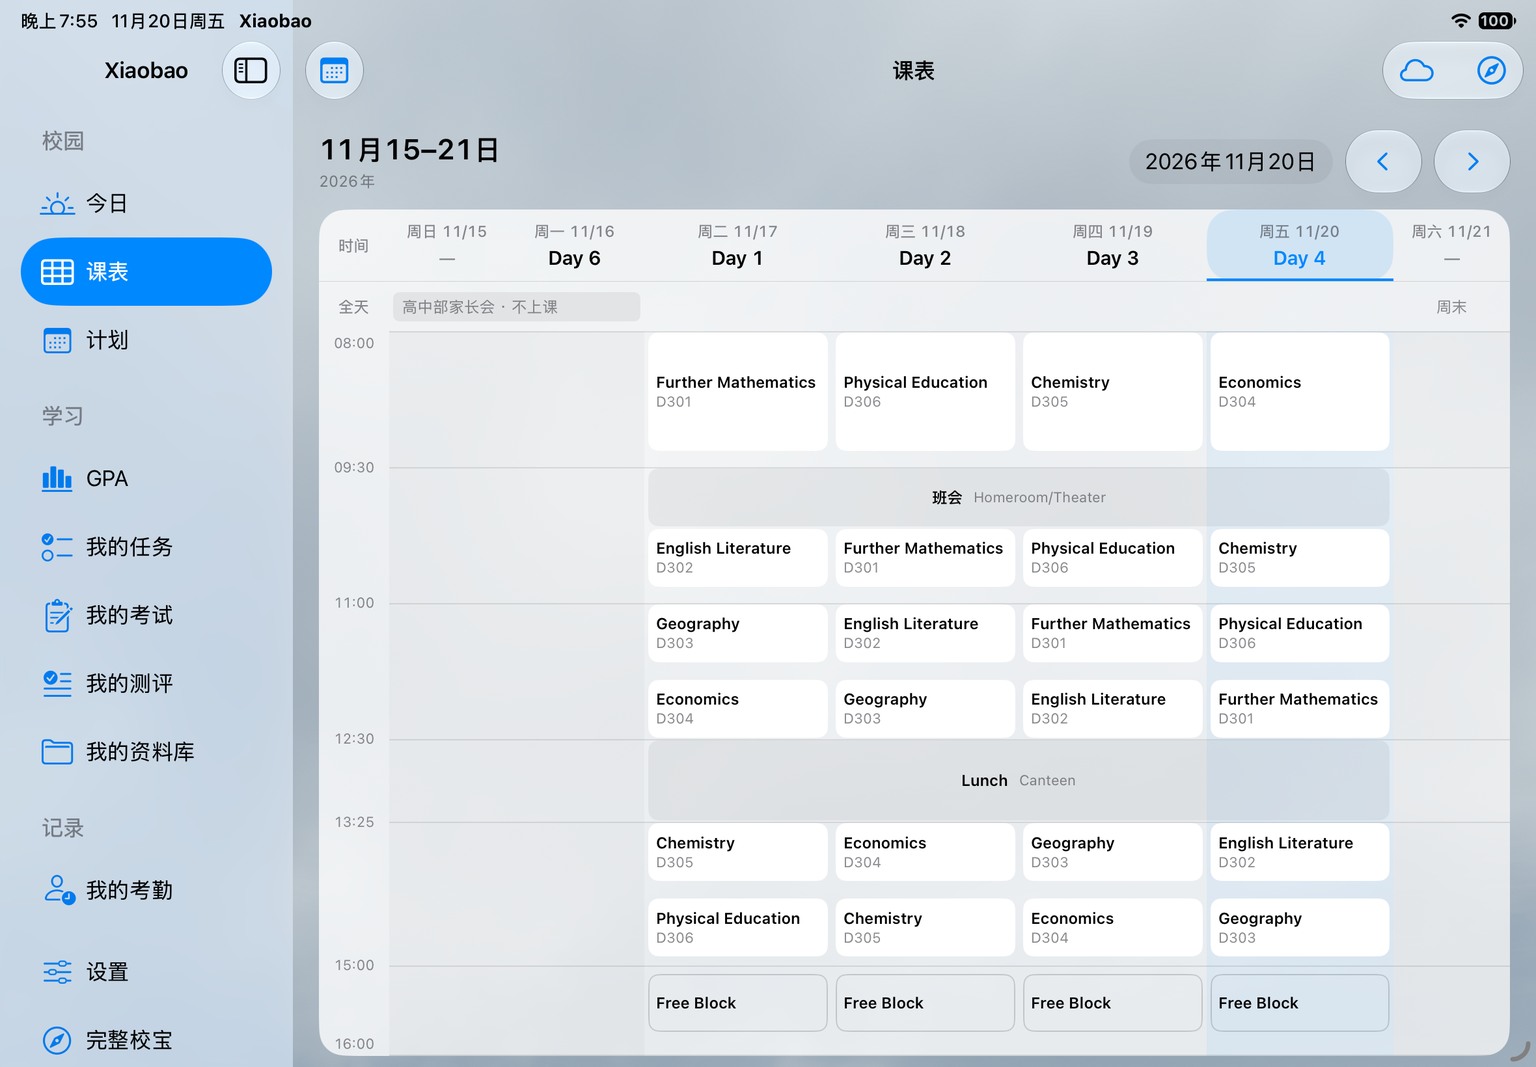 晚上7:55 11月20日周五 Xiaobao
100
Xiaobao
课表
校园
今日
课表
计划
学习
GPA
我的任务
我的考试
我的测评
我的资料库
记录
我的考勤
设置
完整校宝
11月15–21日
2026年
2026年11月20日
时间
周日 11/15
—
周一 11/16
Day 6
周二 11/17
Day 1
周三 11/18
Day 2
周四 11/19
Day 3
周五 11/20
Day 4
周六 11/21
—
全天
高中部家长会 · 不上课
周末
08:00
Further Mathematics
D301
Physical Education
D306
Chemistry
D305
Economics
D304
09:30
班会 Homeroom/Theater
English Literature
D302
Further Mathematics
D301
Physical Education
D306
Chemistry
D305
11:00
Geography
D303
English Literature
D302
Further Mathematics
D301
Physical Education
D306
Economics
D304
Geography
D303
English Literature
D302
Further Mathematics
D301
12:30
Lunch Canteen
13:25
Chemistry
D305
Economics
D304
Geography
D303
English Literature
D302
Physical Education
D306
Chemistry
D305
Economics
D304
Geography
D303
15:00
Free Block
Free Block
Free Block
Free Block
16:00